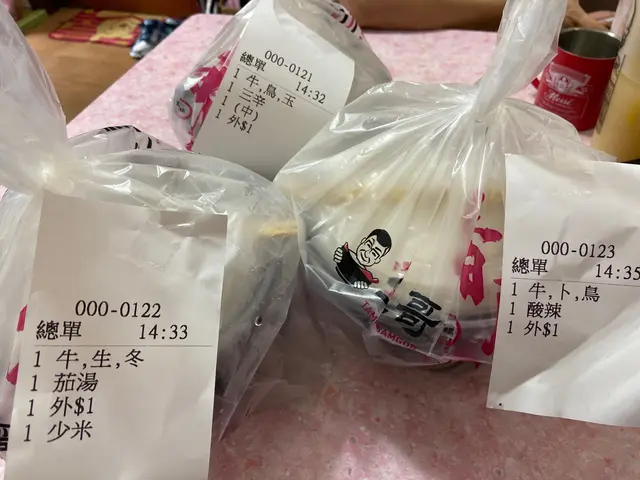 000-0121
總單 14:32
1 牛,鳥,玉
1 三辛
1 (中)
1 外$1
000-0122
總單 14:33
1 牛,生,冬
1 茄湯
1 外$1
1 少米
哥
000-0123
總單 14:35
1 牛,卜,鳥
1 酸辣
1 外$1